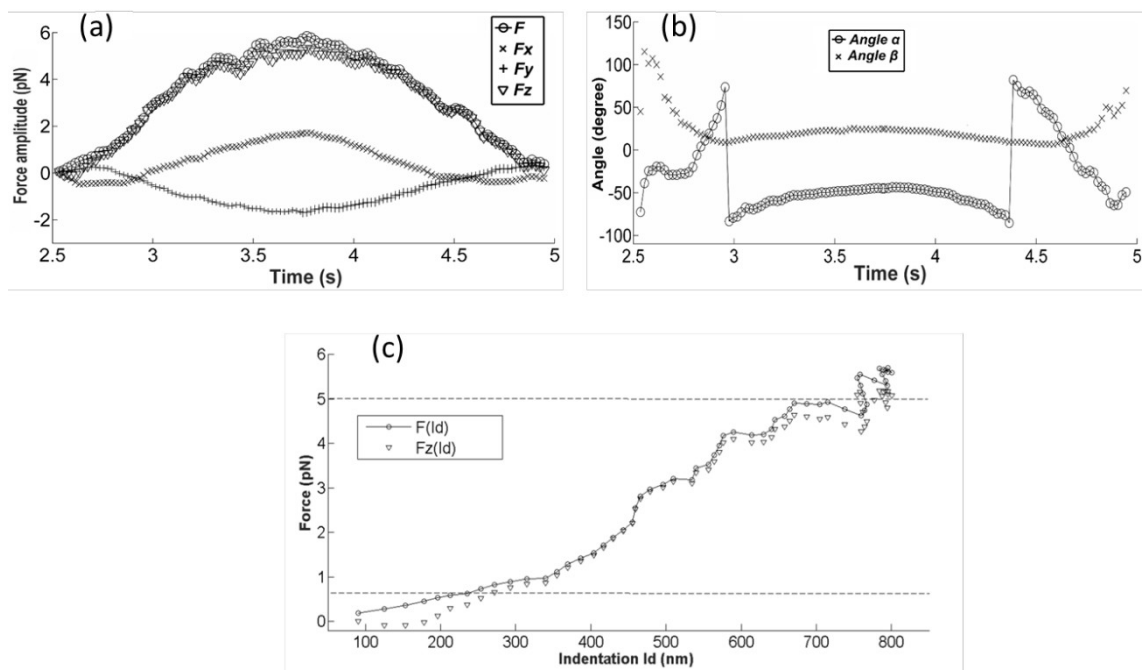 (a)
6
4
2
0
-2
Force amplitude (pN)
F
Fx
Fy
Fz
2.5 3 3.5 4 4.5 5
Time (s)
(b)
150
100
50
0
-50
-100
Angle (degree)
Angle α
Angle β
2.5 3 3.5 4 4.5 5
Time (s)
(c)
6
5
4
3
2
1
0
Force (pN)
F(Id)
Fz(Id)
100 200 300 400 500 600 700 800
Indentation Id (nm)